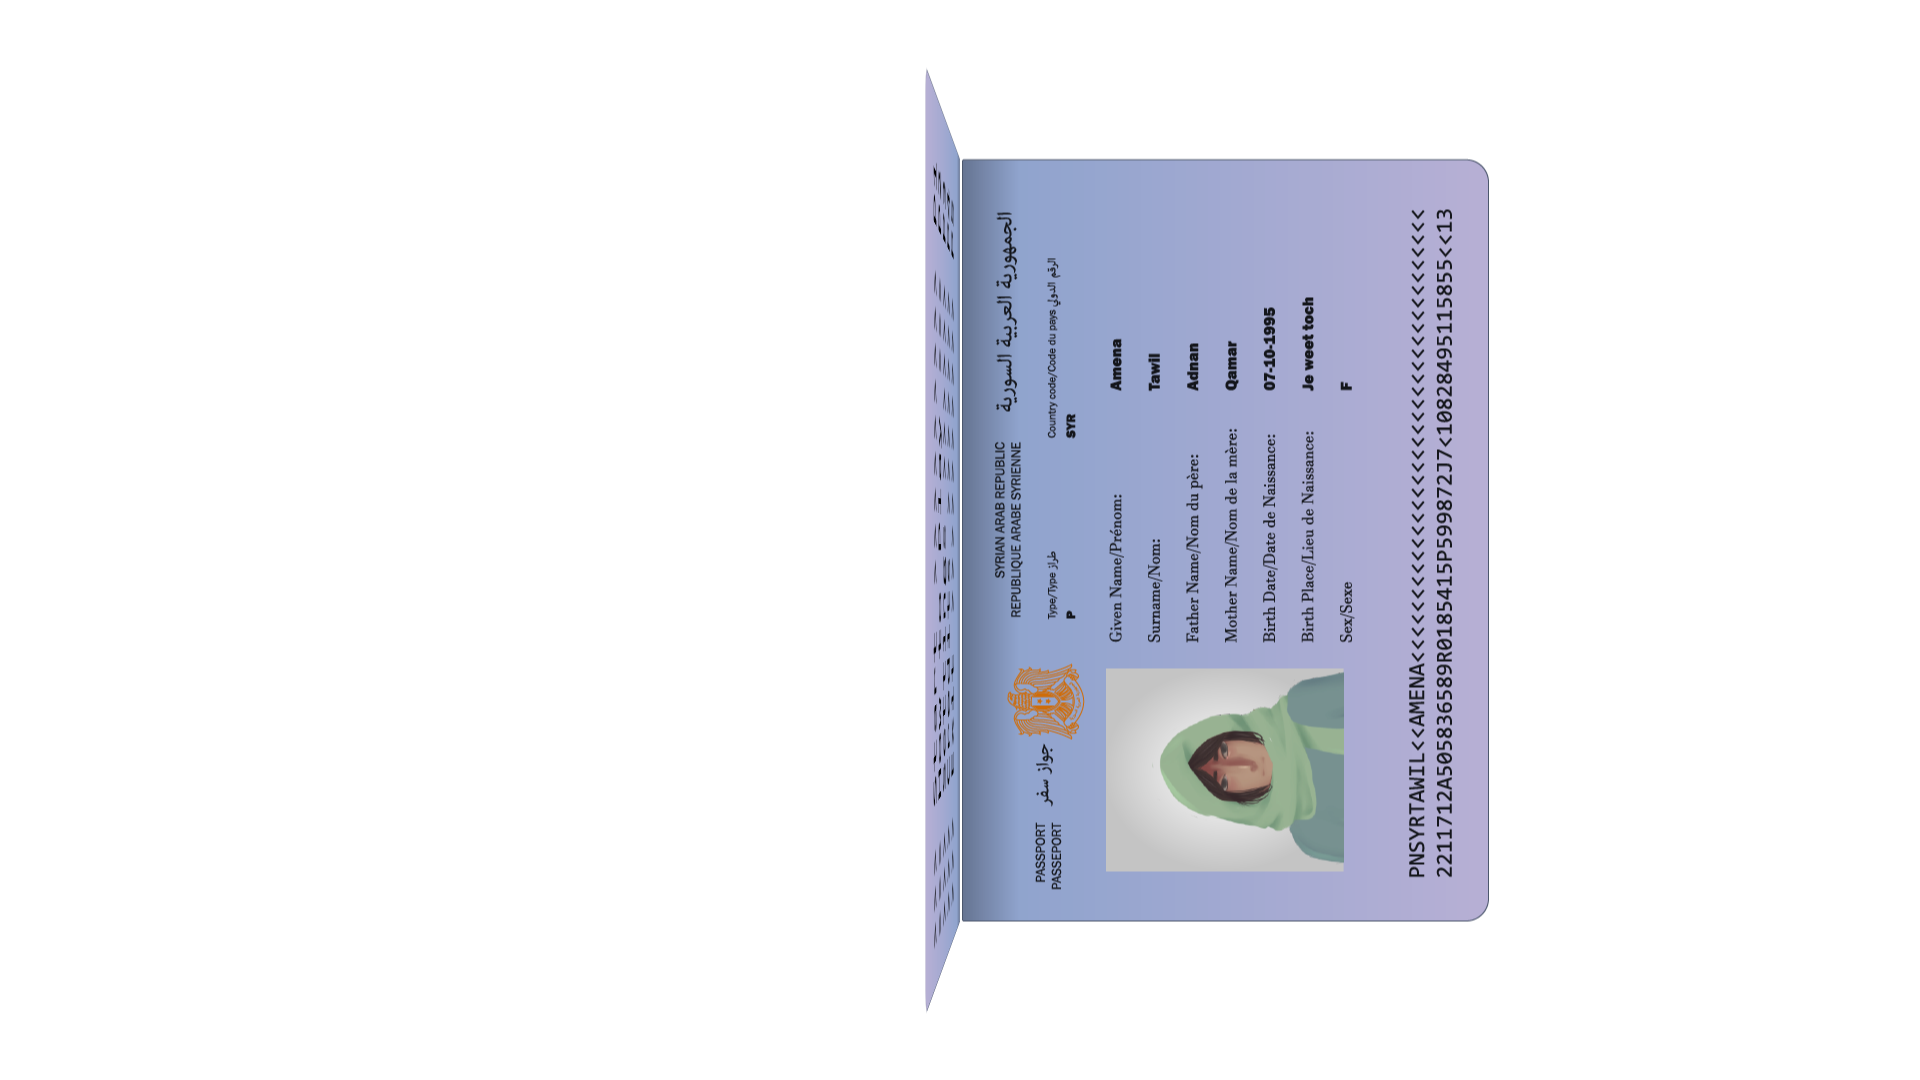 SYRIAN ARAB REPUBLIC
REPUBLIQUE ARABE SYRIENNE
الجمهورية العربية السورية
PASSPORT
PASSEPORT
جواز سفر
Type/Type طراز
P
Country code/Code du pays الرقم الدولي
SYR
Given Name/Prénom: Amena
Surname/Nom: Tawil
Father Name/Nom du père: Adnan
Mother Name/Nom de la mère: Qamar
Birth Date/Date de Naissance: 07-10-1995
Birth Place/Lieu de Naissance: Je weet toch
Sex/Sexe F
PNSYRTAWIL<<AMENA<<<<<<<<<<<<<<<<<<<<<<<<<<<<<<<<<<<<
2211712A505836589R0185415P599872J7<108284951158​55<<13